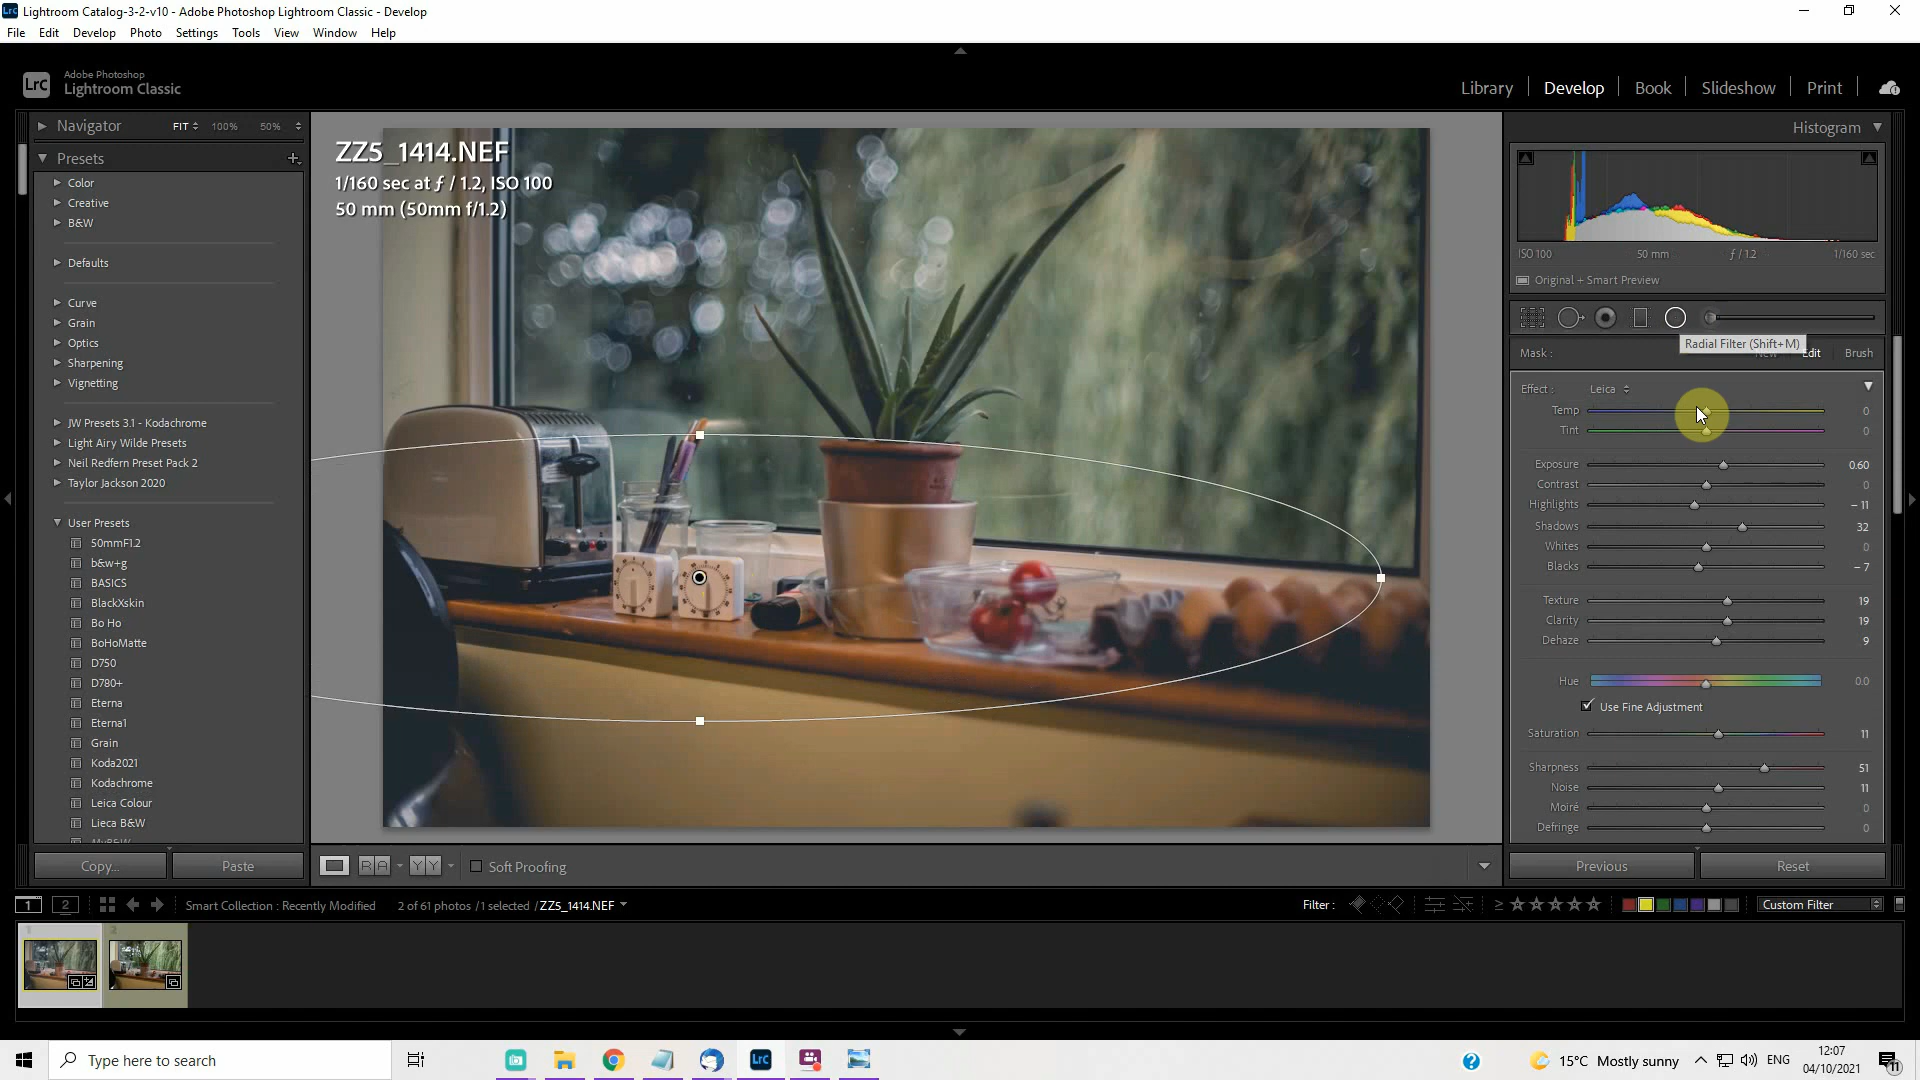 Lightroom Catalog-3-2-v10 - Adobe Photoshop Lightroom Classic - Develop
File Edit Develop Photo Settings Tools View Window Help
LrC
Adobe Photoshop
Lightroom Classic
Library Develop Book Slideshow Print
Navigator FIT 100% 50%
Presets
Color
Creative
B&W
Defaults
Curve
Grain
Optics
Sharpening
Vignetting
JW Presets 3.1 - Kodachrome
Light Airy Wilde Presets
Neil Redfern Preset Pack 2
Taylor Jackson 2020
User Presets
50mmF1.2
b&w+g
BASICS
BlackXskin
Bo Ho
BoHoMatte
D750
D780+
Eterna
Eterna1
Grain
Koda2021
Kodachrome
Leica Colour
Lieca B&W
Copy... Paste
ZZ5_1414.NEF
1/160 sec at ƒ / 1.2, ISO 100
50 mm (50mm f/1.2)
Soft Proofing
Histogram
ISO 100 50 mm ƒ / 1.2 1/160 sec
Original + Smart Preview
Radial Filter (Shift+M)
Mask : New Edit Brush
Effect : Leica
Temp 0
Tint 0
Exposure 0.60
Contrast 0
Highlights – 11
Shadows 32
Whites 0
Blacks – 7
Texture 19
Clarity 19
Dehaze 9
Hue 0.0
Use Fine Adjustment
Saturation 11
Sharpness 51
Noise 11
Moiré 0
Defringe 0
Previous Reset
1 2 Smart Collection : Recently Modified 2 of 61 photos / 1 selected / ZZ5_1414.NEF Filter : ≥ Custom Filter
1 2
Type here to search
LrC
15°C Mostly sunny ENG
12:07
04/10/2021
11